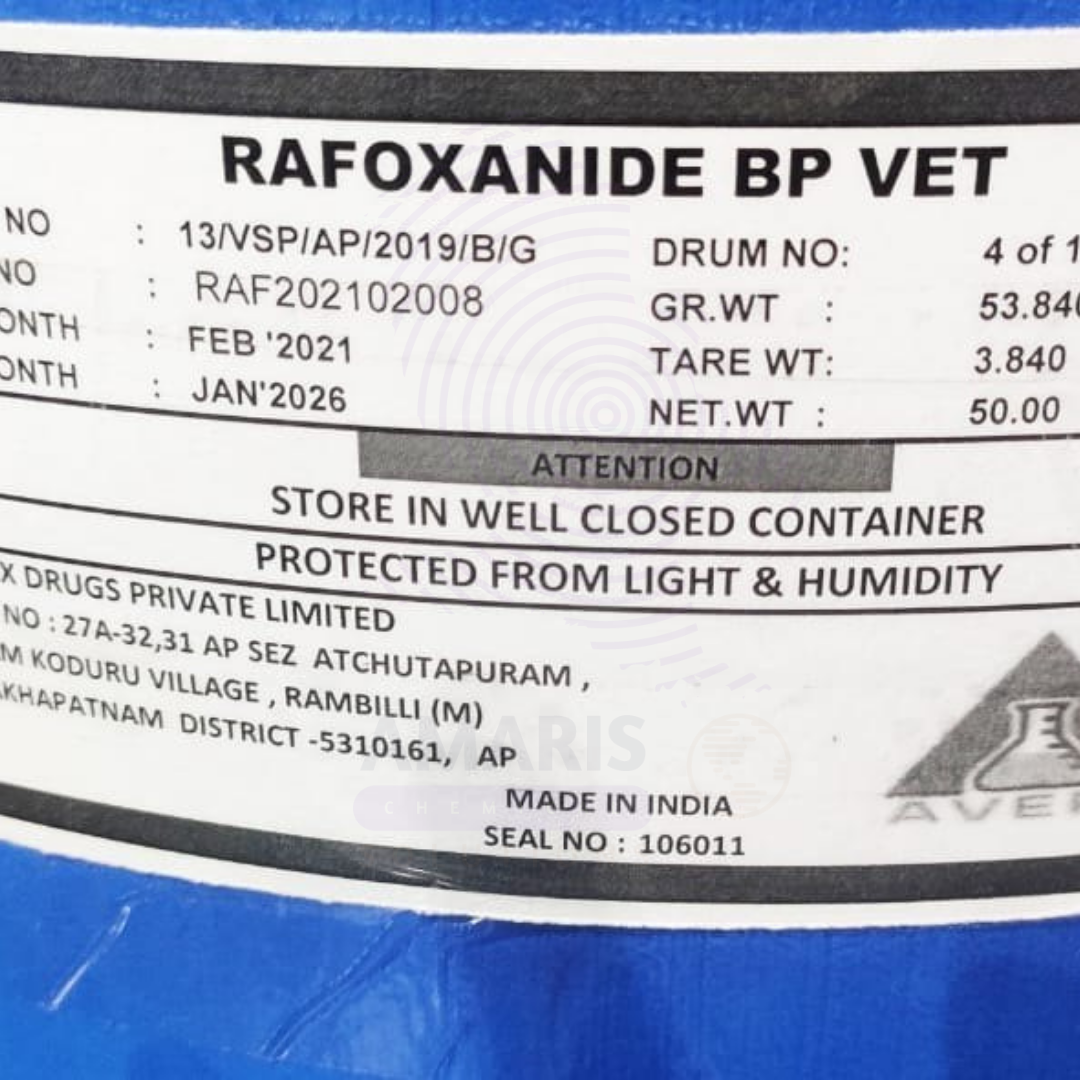 RAFOXANIDE BP VET
NO : 13/VSP/AP/2019/B/G DRUM NO: 4 of 1
NO : RAF202102008 GR.WT : 53.840
ONTH : FEB '2021 TARE WT: 3.840
ONTH : JAN'2026 NET.WT : 50.00
ATTENTION
STORE IN WELL CLOSED CONTAINER
PROTECTED FROM LIGHT & HUMIDITY
X DRUGS PRIVATE LIMITED
NO : 27A-32,31 AP SEZ ATCHUTAPURAM ,
M KODURU VILLAGE , RAMBILLI (M)
AKHAPATNAM DISTRICT -5310161, AP
AMARIS
CHEM
MADE IN INDIA
SEAL NO : 106011
AVE